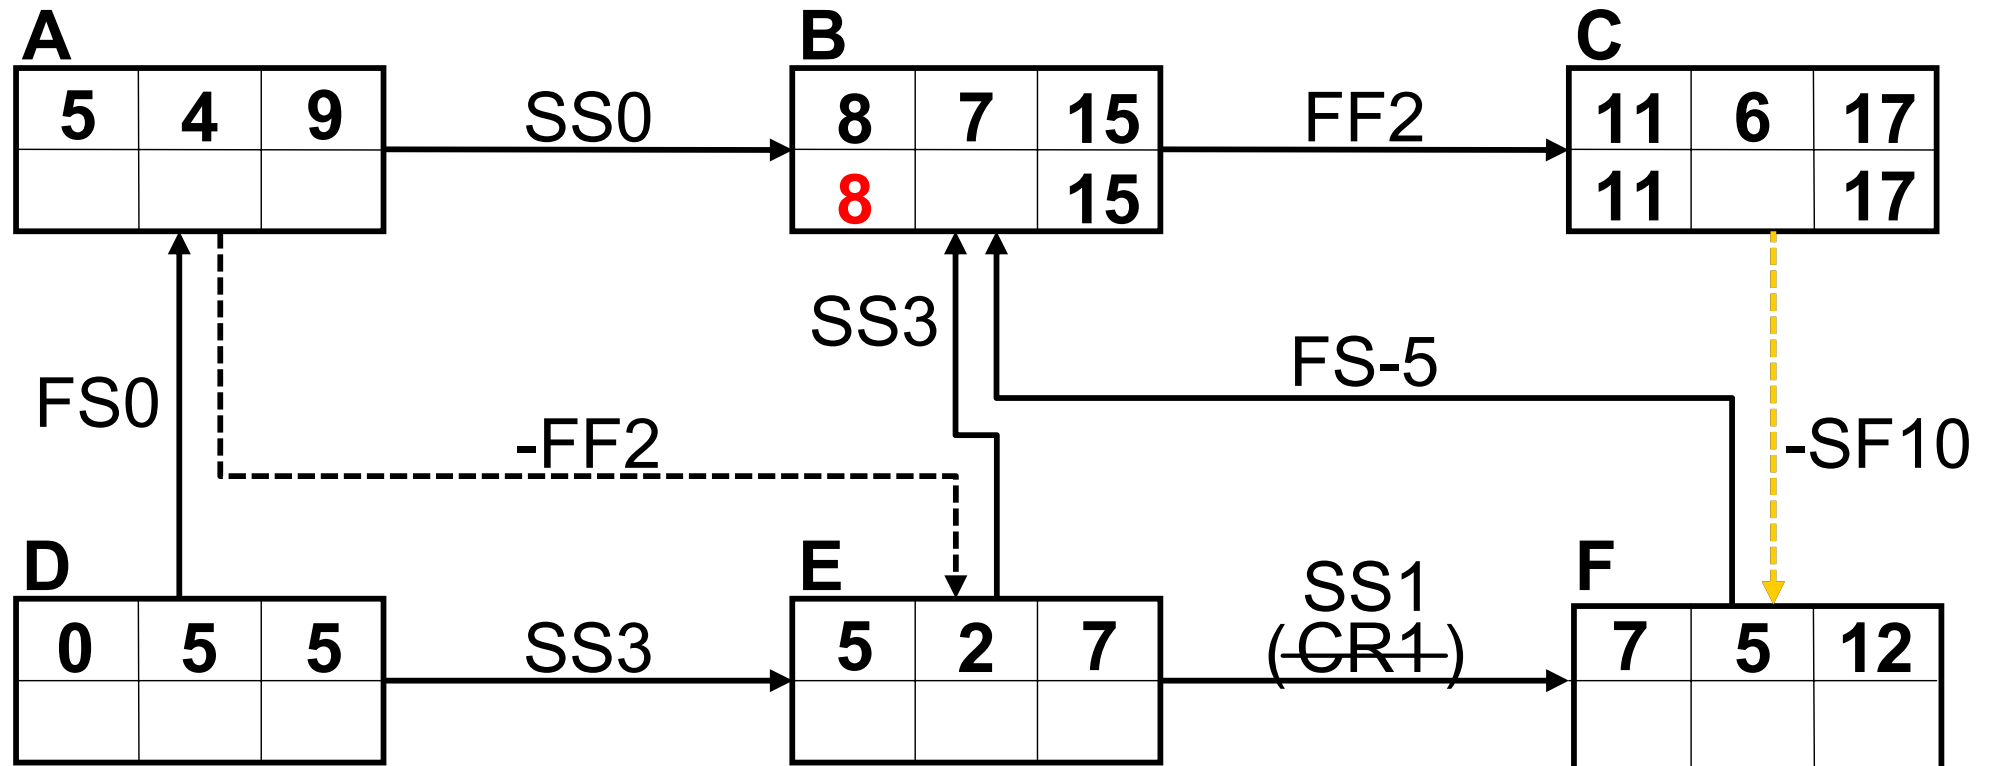 A B C
5 4 9 SS0 8 7 15 FF2 11 6 17
8 15 11 17
SS3
FS-5
FS0
-FF2 -SF10
D E F
SS1
0 5 5 SS3 5 2 7 (CR1) 7 5 12